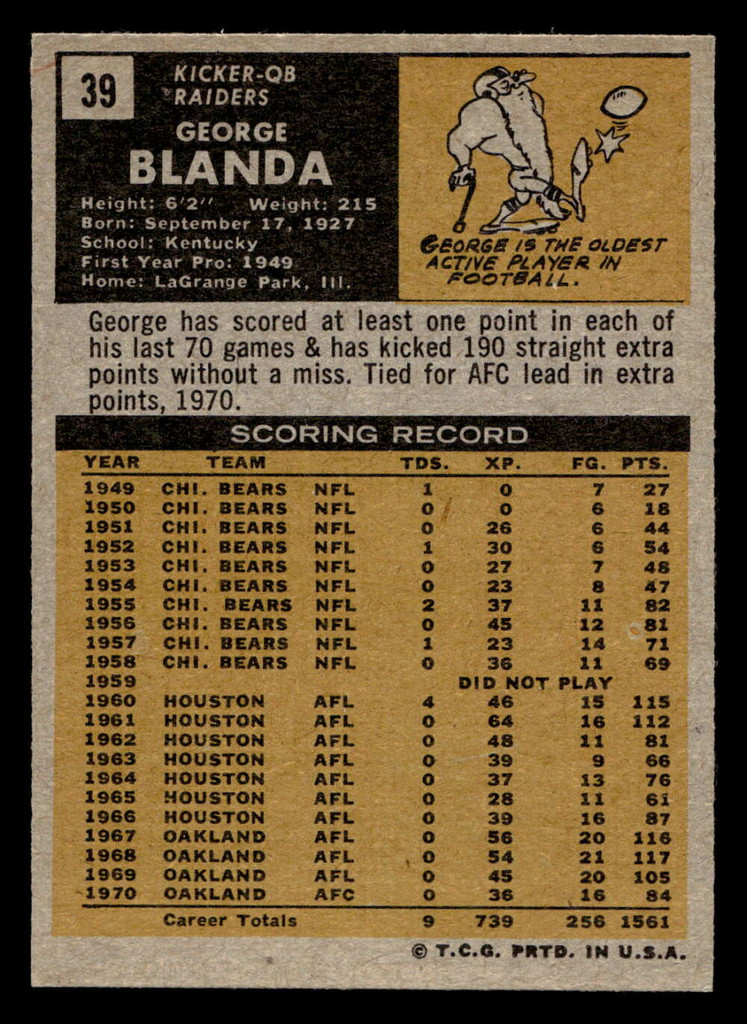 39
KICKER-QB
RAIDERS
GEORGE
BLANDA
Height: 6'2" Weight: 215
Born: September 17, 1927
School: Kentucky
First Year Pro: 1949
Home: LaGrange Park, Ill.
GEORGE IS THE OLDEST
ACTIVE PLAYER IN
FOOTBALL.
George has scored at least one point in each of
his last 70 games & has kicked 190 straight extra
points without a miss. Tied for AFC lead in extra
points, 1970.
SCORING RECORD
YEAR TEAM TDS. XP. FG. PTS.
1949 CHI. BEARS NFL 1 0 7 27
1950 CHI. BEARS NFL 0 0 6 18
1951 CHI. BEARS NFL 0 26 6 44
1952 CHI. BEARS NFL 1 30 6 54
1953 CHI. BEARS NFL 0 27 7 48
1954 CHI. BEARS NFL 0 23 8 47
1955 CHI. BEARS NFL 2 37 11 82
1956 CHI. BEARS NFL 0 45 12 81
1957 CHI. BEARS NFL 1 23 14 71
1958 CHI. BEARS NFL 0 36 11 69
1959 DID NOT PLAY
1960 HOUSTON AFL 4 46 15 115
1961 HOUSTON AFL 0 64 16 112
1962 HOUSTON AFL 0 48 11 81
1963 HOUSTON AFL 0 39 9 66
1964 HOUSTON AFL 0 37 13 76
1965 HOUSTON AFL 0 28 11 61
1966 HOUSTON AFL 0 39 16 87
1967 OAKLAND AFL 0 56 20 116
1968 OAKLAND AFL 0 54 21 117
1969 OAKLAND AFL 0 45 20 105
1970 OAKLAND AFC 0 36 16 84
Career Totals 9 739 256 1561
© T.C.G. PRTD. IN U.S.A.